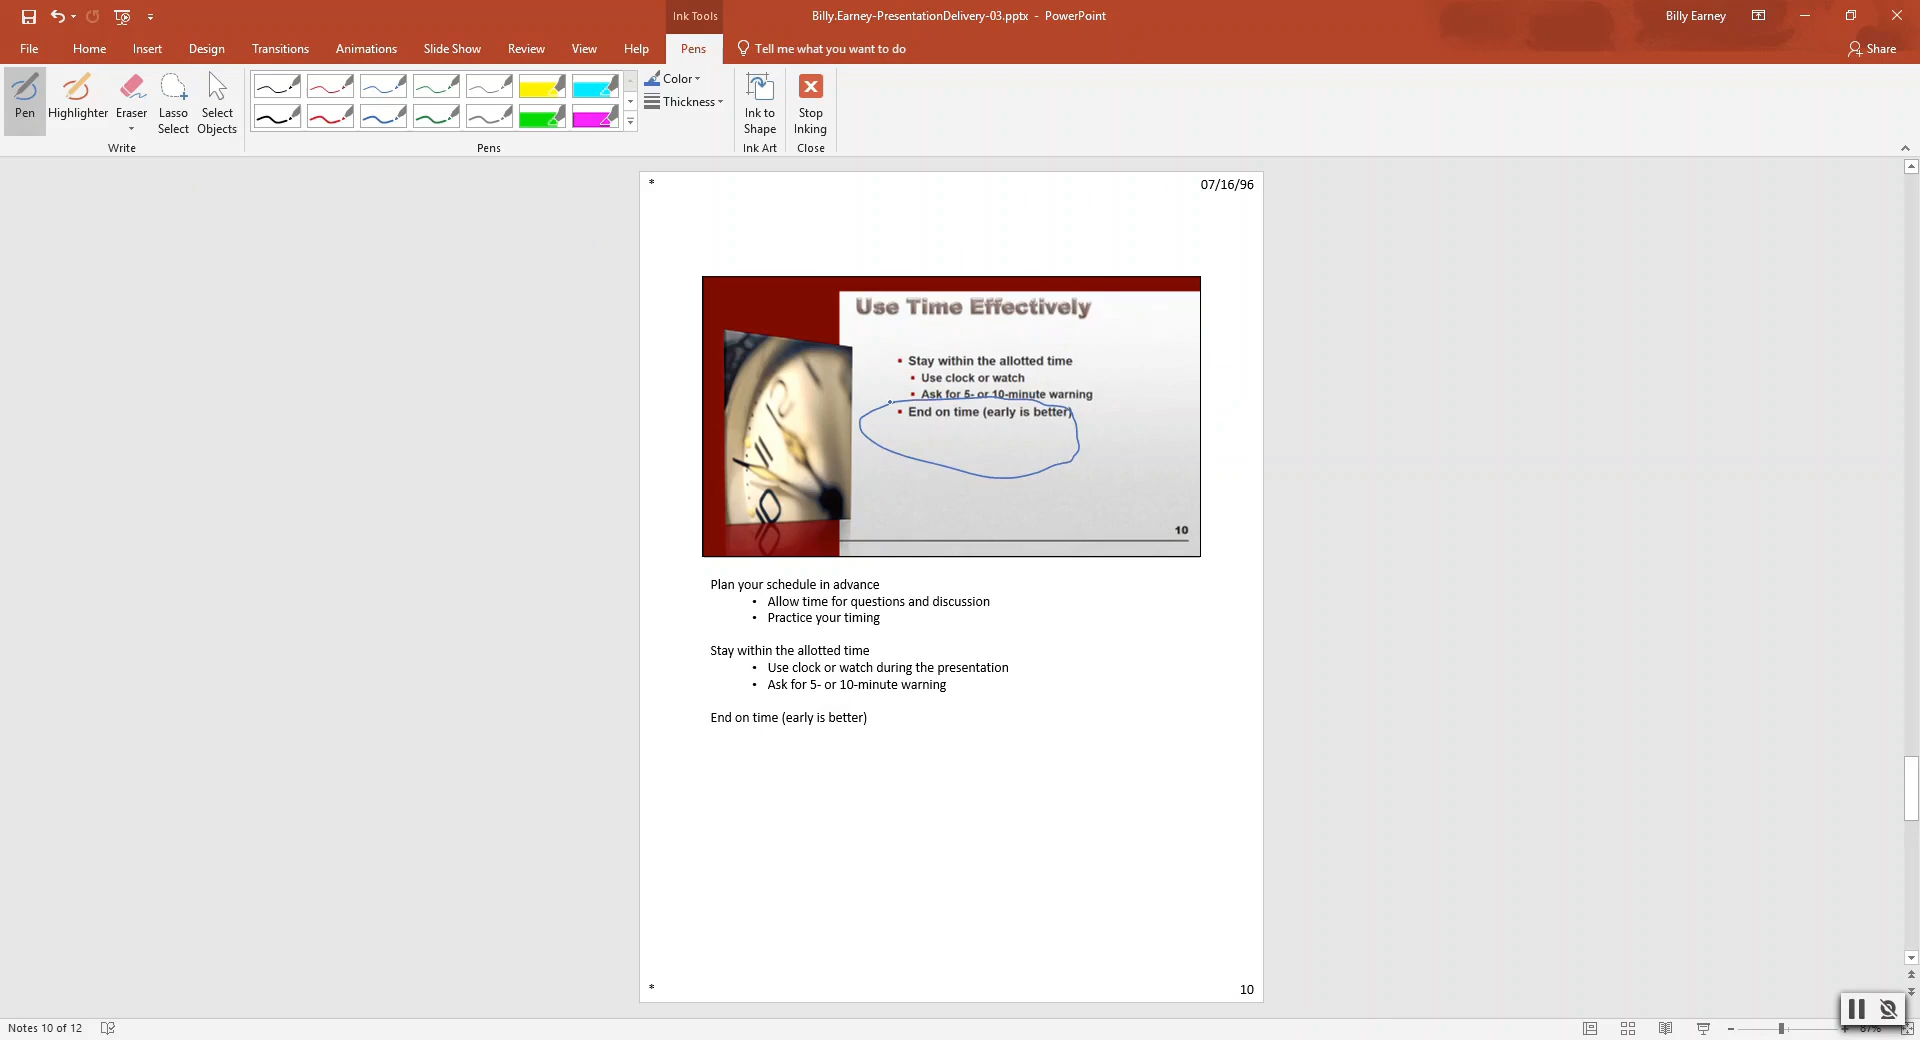 Ink Tools
Billy.Earney-PresentationDelivery-03.pptx - PowerPoint
Billy Earney
File Home Insert Design Transitions Animations Slide Show Review View Help Pens Tell me what you want to do
Share
Pen Highlighter Eraser Lasso Select Select Objects
Color
Thickness
Ink to Shape
Stop Inking
Write Pens Ink Art Close
* 07/16/96
Use Time Effectively
▪ Stay within the allotted time
▪ Use clock or watch
▪ Ask for 5- or 10-minute warning
▪ End on time (early is better)
10
Plan your schedule in advance
• Allow time for questions and discussion
• Practice your timing
Stay within the allotted time
• Use clock or watch during the presentation
• Ask for 5- or 10-minute warning
End on time (early is better)
* 10
Notes 10 of 12
87%